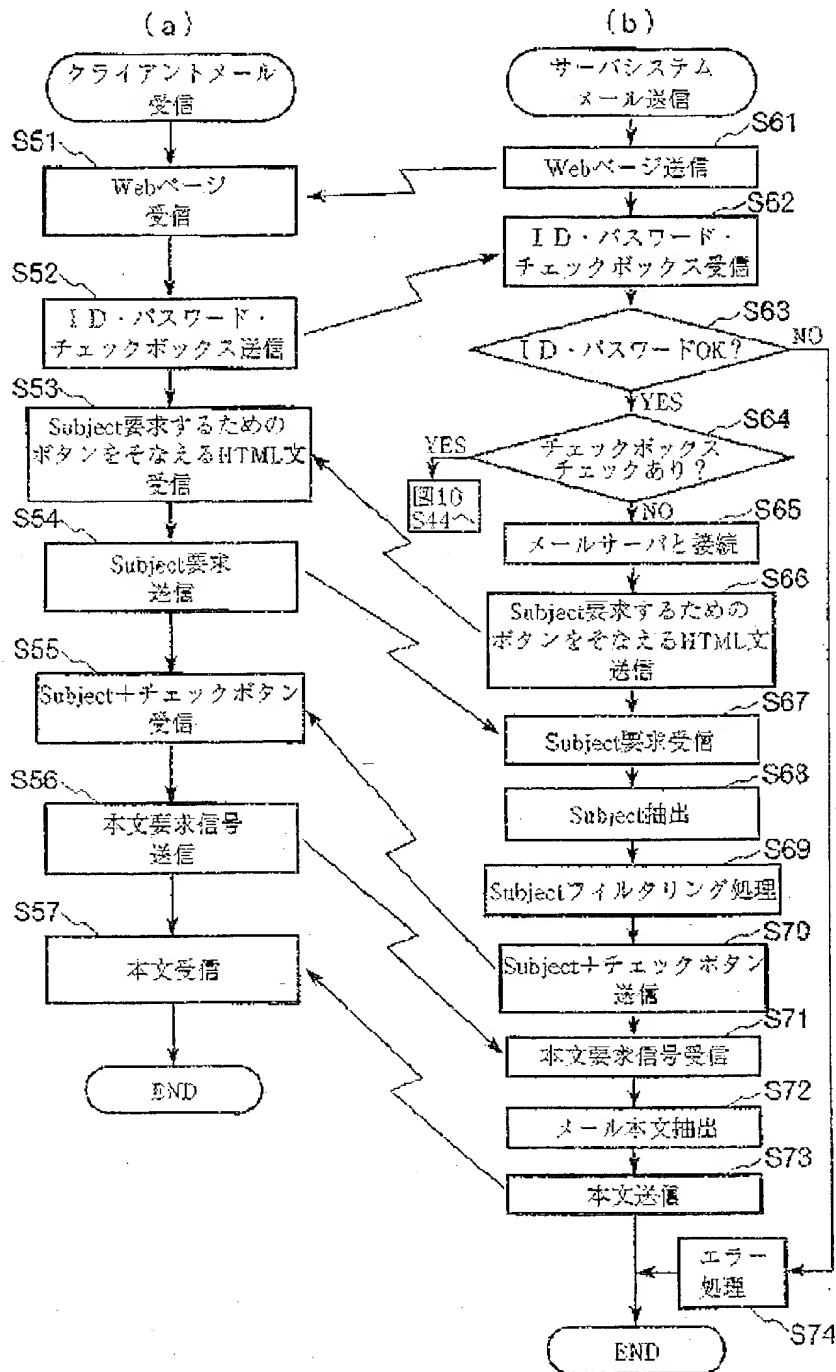 (a)
クライアントメール
受信
S51
Webページ
受信
S52
ID・パスワード・
チェックボックス送信
S53
Subject要求するための
ボタンをそなえるHTML文
受信
S54
Subject要求
送信
S55
Subject+チェックボタン
受信
S56
本文要求信号
送信
S57
本文受信
END
(b)
サーバシステム
メール送信
S61
Webページ送信
S62
ID・パスワード・
チェックボックス受信
S63
ID・パスワードOK?
NO
YES
S64
チェックボックス
チェックあり?
YES
図10
S44へ
NO
S65
メールサーバと接続
S66
Subject要求するための
ボタンをそなえるHTML文
送信
S67
Subject要求受信
S68
Subject抽出
S69
Subjectフィルタリング処理
S70
Subject+チェックボタン
送信
S71
本文要求信号受信
S72
メール本文抽出
S73
本文送信
エラー
処理
S74
END